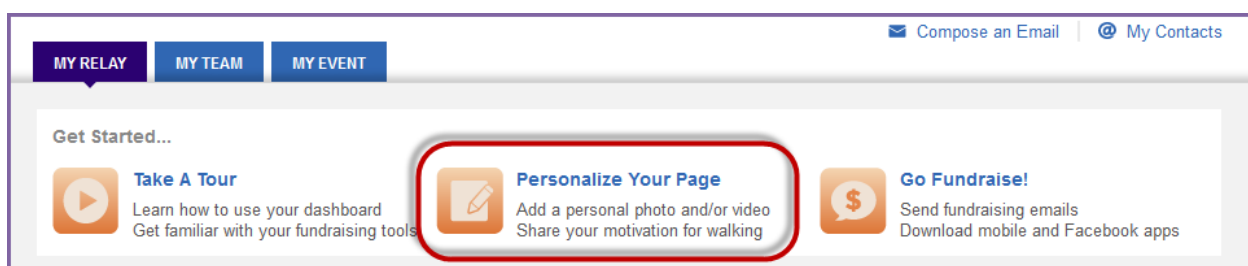 Compose an Email
@ My Contacts
MY RELAY
MY TEAM
MY EVENT
Get Started...
Take A Tour
Learn how to use your dashboard
Get familiar with your fundraising tools
Personalize Your Page
Add a personal photo and/or video
Share your motivation for walking
$
Go Fundraise!
Send fundraising emails
Download mobile and Facebook apps